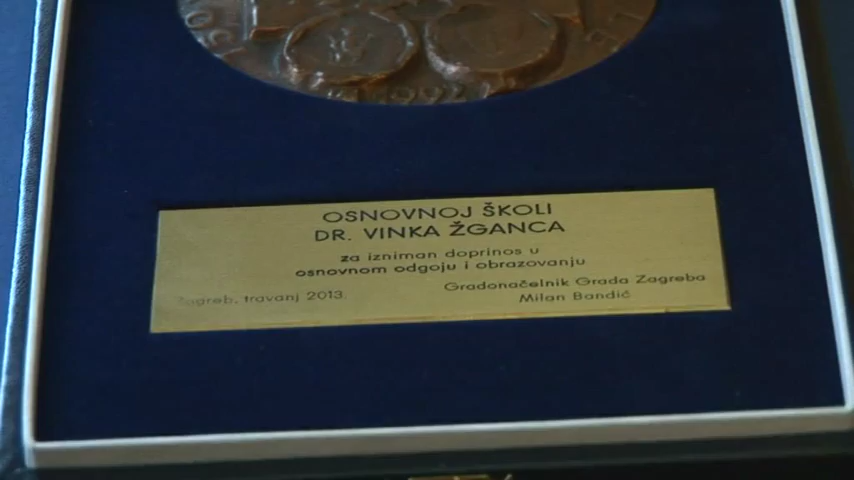 OSNOVNOJ ŠKOLI
DR. VINKA ŽGANCA
za izniman doprinos u
osnovnom odgoju i obrazovanju
Zagreb, travanj 2013.
Gradonačelnik Grada Zagreba
Milan Bandić